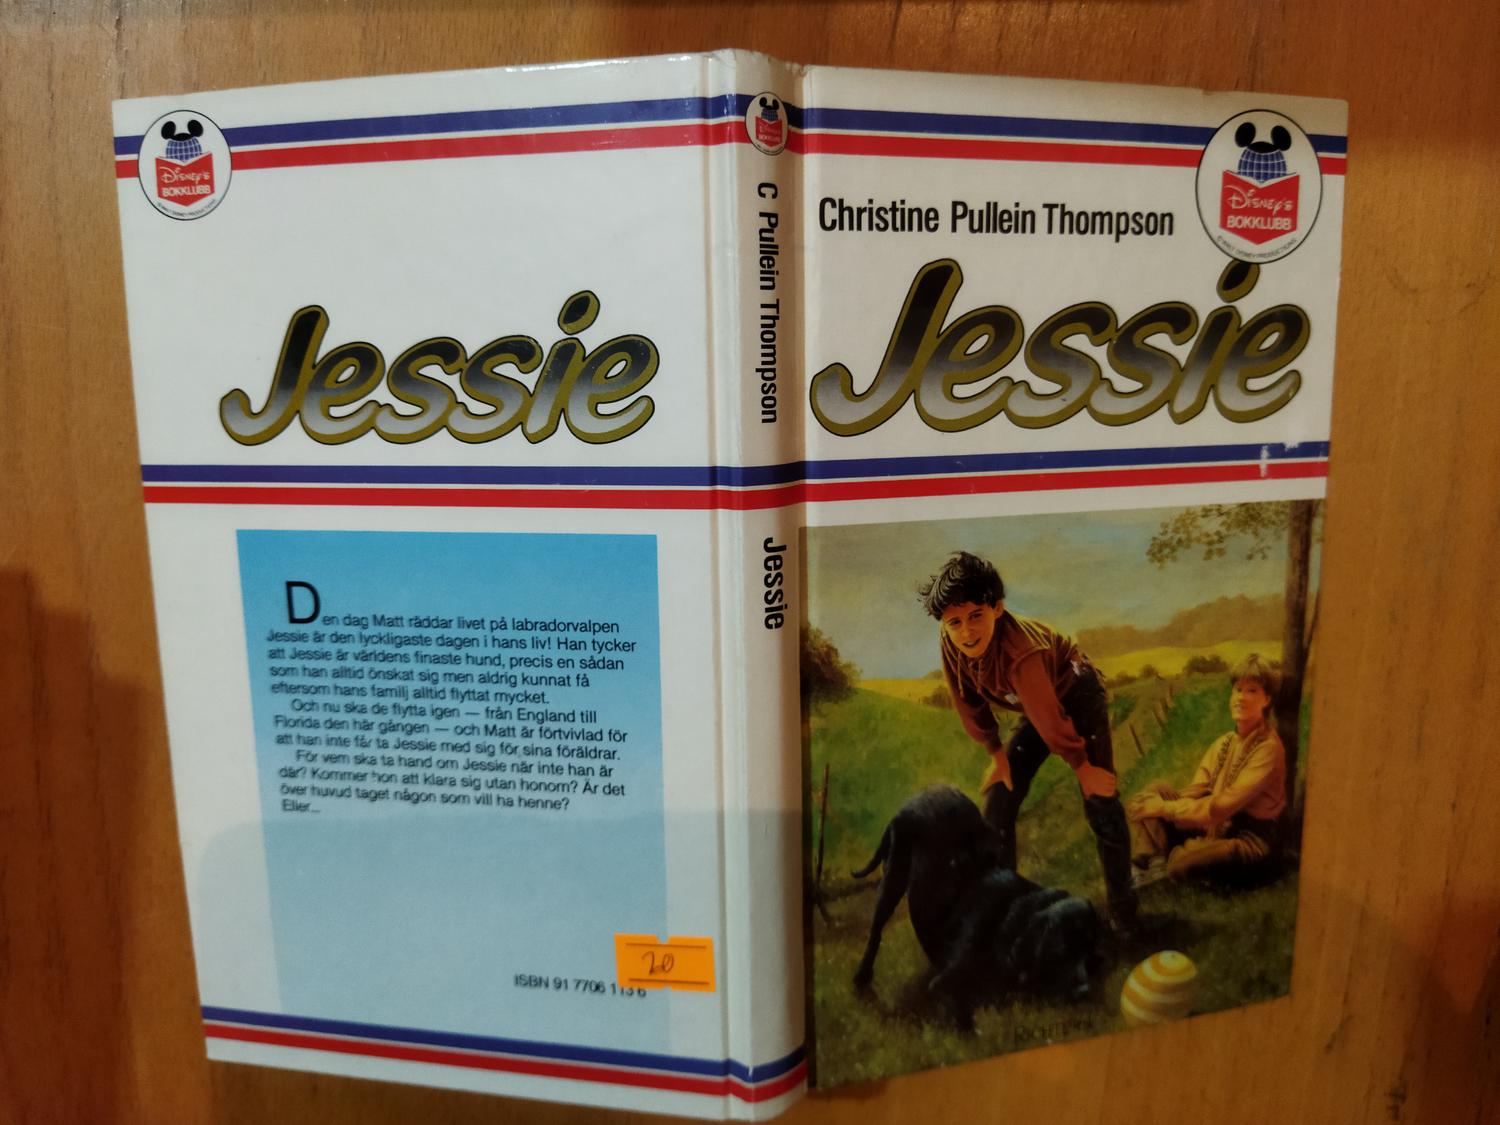 Disney's
BOKKLUBB
© WALT DISNEY PRODUCTIONS
Jessie
Den dag Matt räddar livet på labradorvalpen
Jessie är den lyckligaste dagen i hans liv! Han tycker
att Jessie är världens finaste hund, precis en sådan
som han alltid önskat sig men aldrig kunnat få
eftersom hans familj alltid flyttat mycket.
Och nu ska de flytta igen — från England till
Florida den här gången — och Matt är förtvivlad för
att han inte får ta Jessie med sig för sina föräldrar.
För vem ska ta hand om Jessie när inte han är
där? Kommer hon att klara sig utan honom? Är det
över huvud taget någon som vill ha henne?
Eller...
20
ISBN 91 7706 113 6
Disney's
BOKKLUBB
C Pullein Thompson
Jessie
Christine Pullein Thompson
Disney's
BOKKLUBB
© WALT DISNEY PRODUCTIONS
Jessie